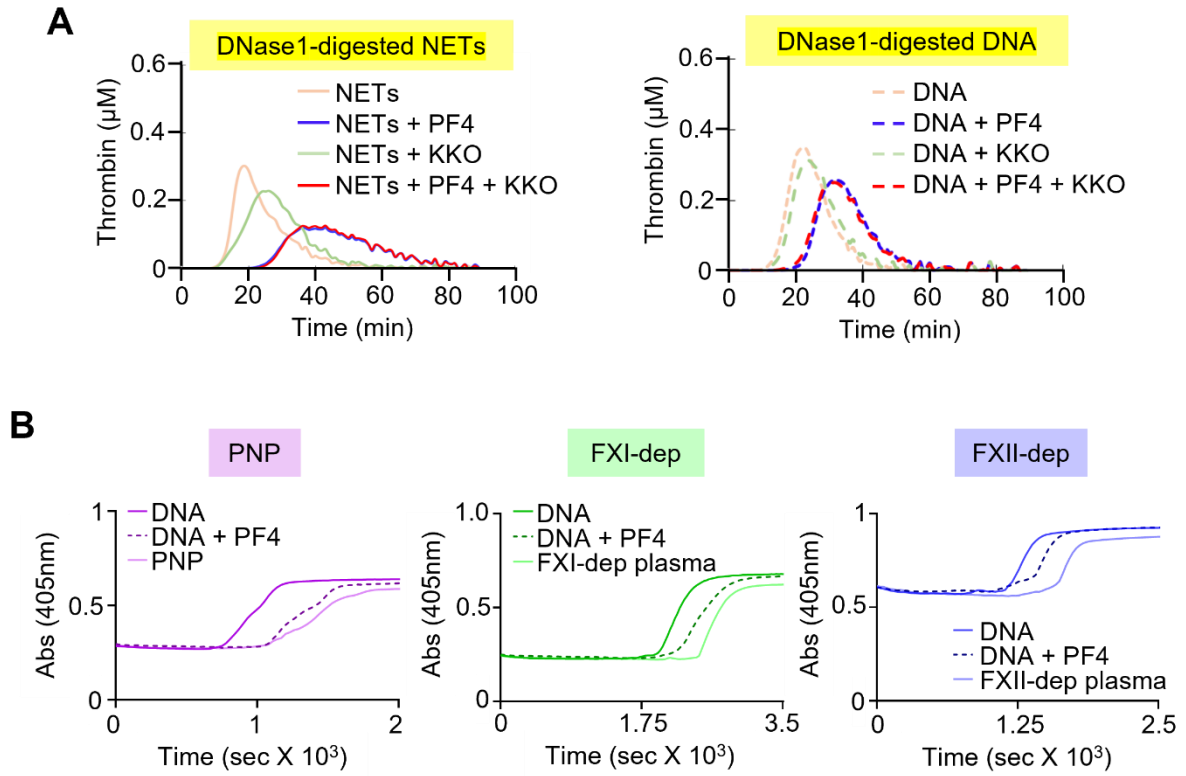 A
DNase1-digested NETs
0.6
0.4
0.2
0
Thrombin (µM)
NETs
NETs + PF4
NETs + KKO
NETs + PF4 + KKO
0 20 40 60 80 100
Time (min)
DNase1-digested DNA
0.6
0.4
0.2
0
Thrombin (µM)
DNA
DNA + PF4
DNA + KKO
DNA + PF4 + KKO
0 20 40 60 80 100
Time (min)
B
PNP
1
0.5
0
Abs (405nm)
DNA
DNA + PF4
PNP
0 1 2
Time (sec X 10³)
FXI-dep
1.0
0.5
0
Abs (405nm)
DNA
DNA + PF4
FXI-dep plasma
0 1.75 3.5
Time (sec X 10³)
FXII-dep
1
0.5
0
Abs (405nm)
DNA
DNA + PF4
FXII-dep plasma
0 1.25 2.5
Time (sec X 10³)